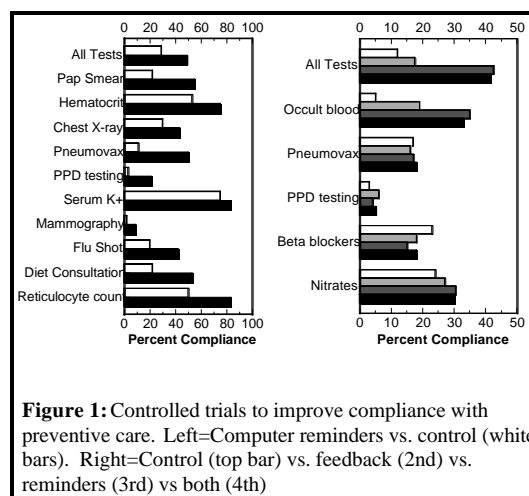 0 20 40 60 80 100
All Tests
Pap Smear
Hematocrit
Chest X-ray
Pneumovax
PPD testing
Serum K+
Mammography
Flu Shot
Diet Consultation
Reticulocyte count
0 20 40 60 80 100
Percent Compliance
0 10 20 30 40 50
All Tests
Occult blood
Pneumovax
PPD testing
Beta blockers
Nitrates
0 10 20 30 40 50
Percent Compliance
Figure 1: Controlled trials to improve compliance with
preventive care. Left=Computer reminders vs. control (white
bars). Right=Control (top bar) vs. feedback (2nd) vs.
reminders (3rd) vs both (4th)